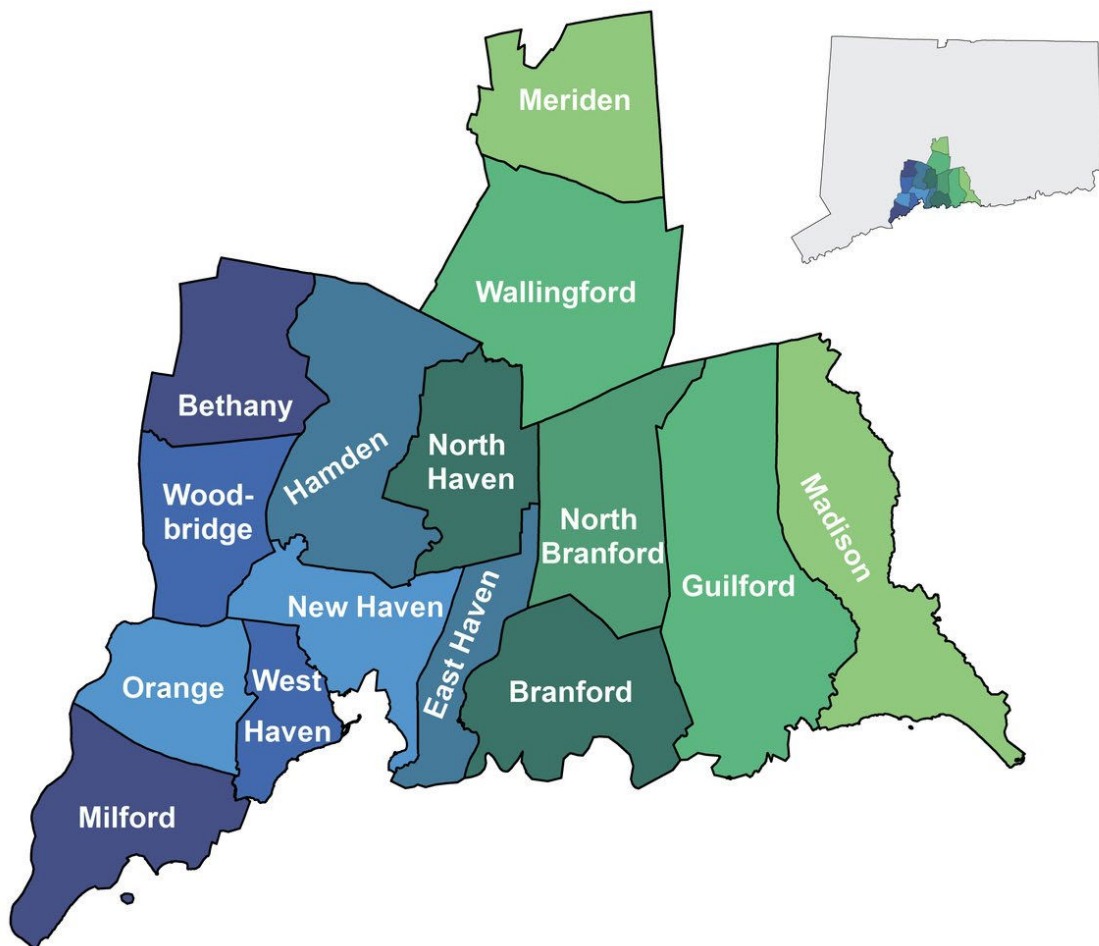 Meriden
Wallingford
Bethany
Hamden
North
Haven
Wood-
bridge
North
Branford
Madison
Guilford
New Haven
East Haven
Orange
West
Haven
Branford
Milford